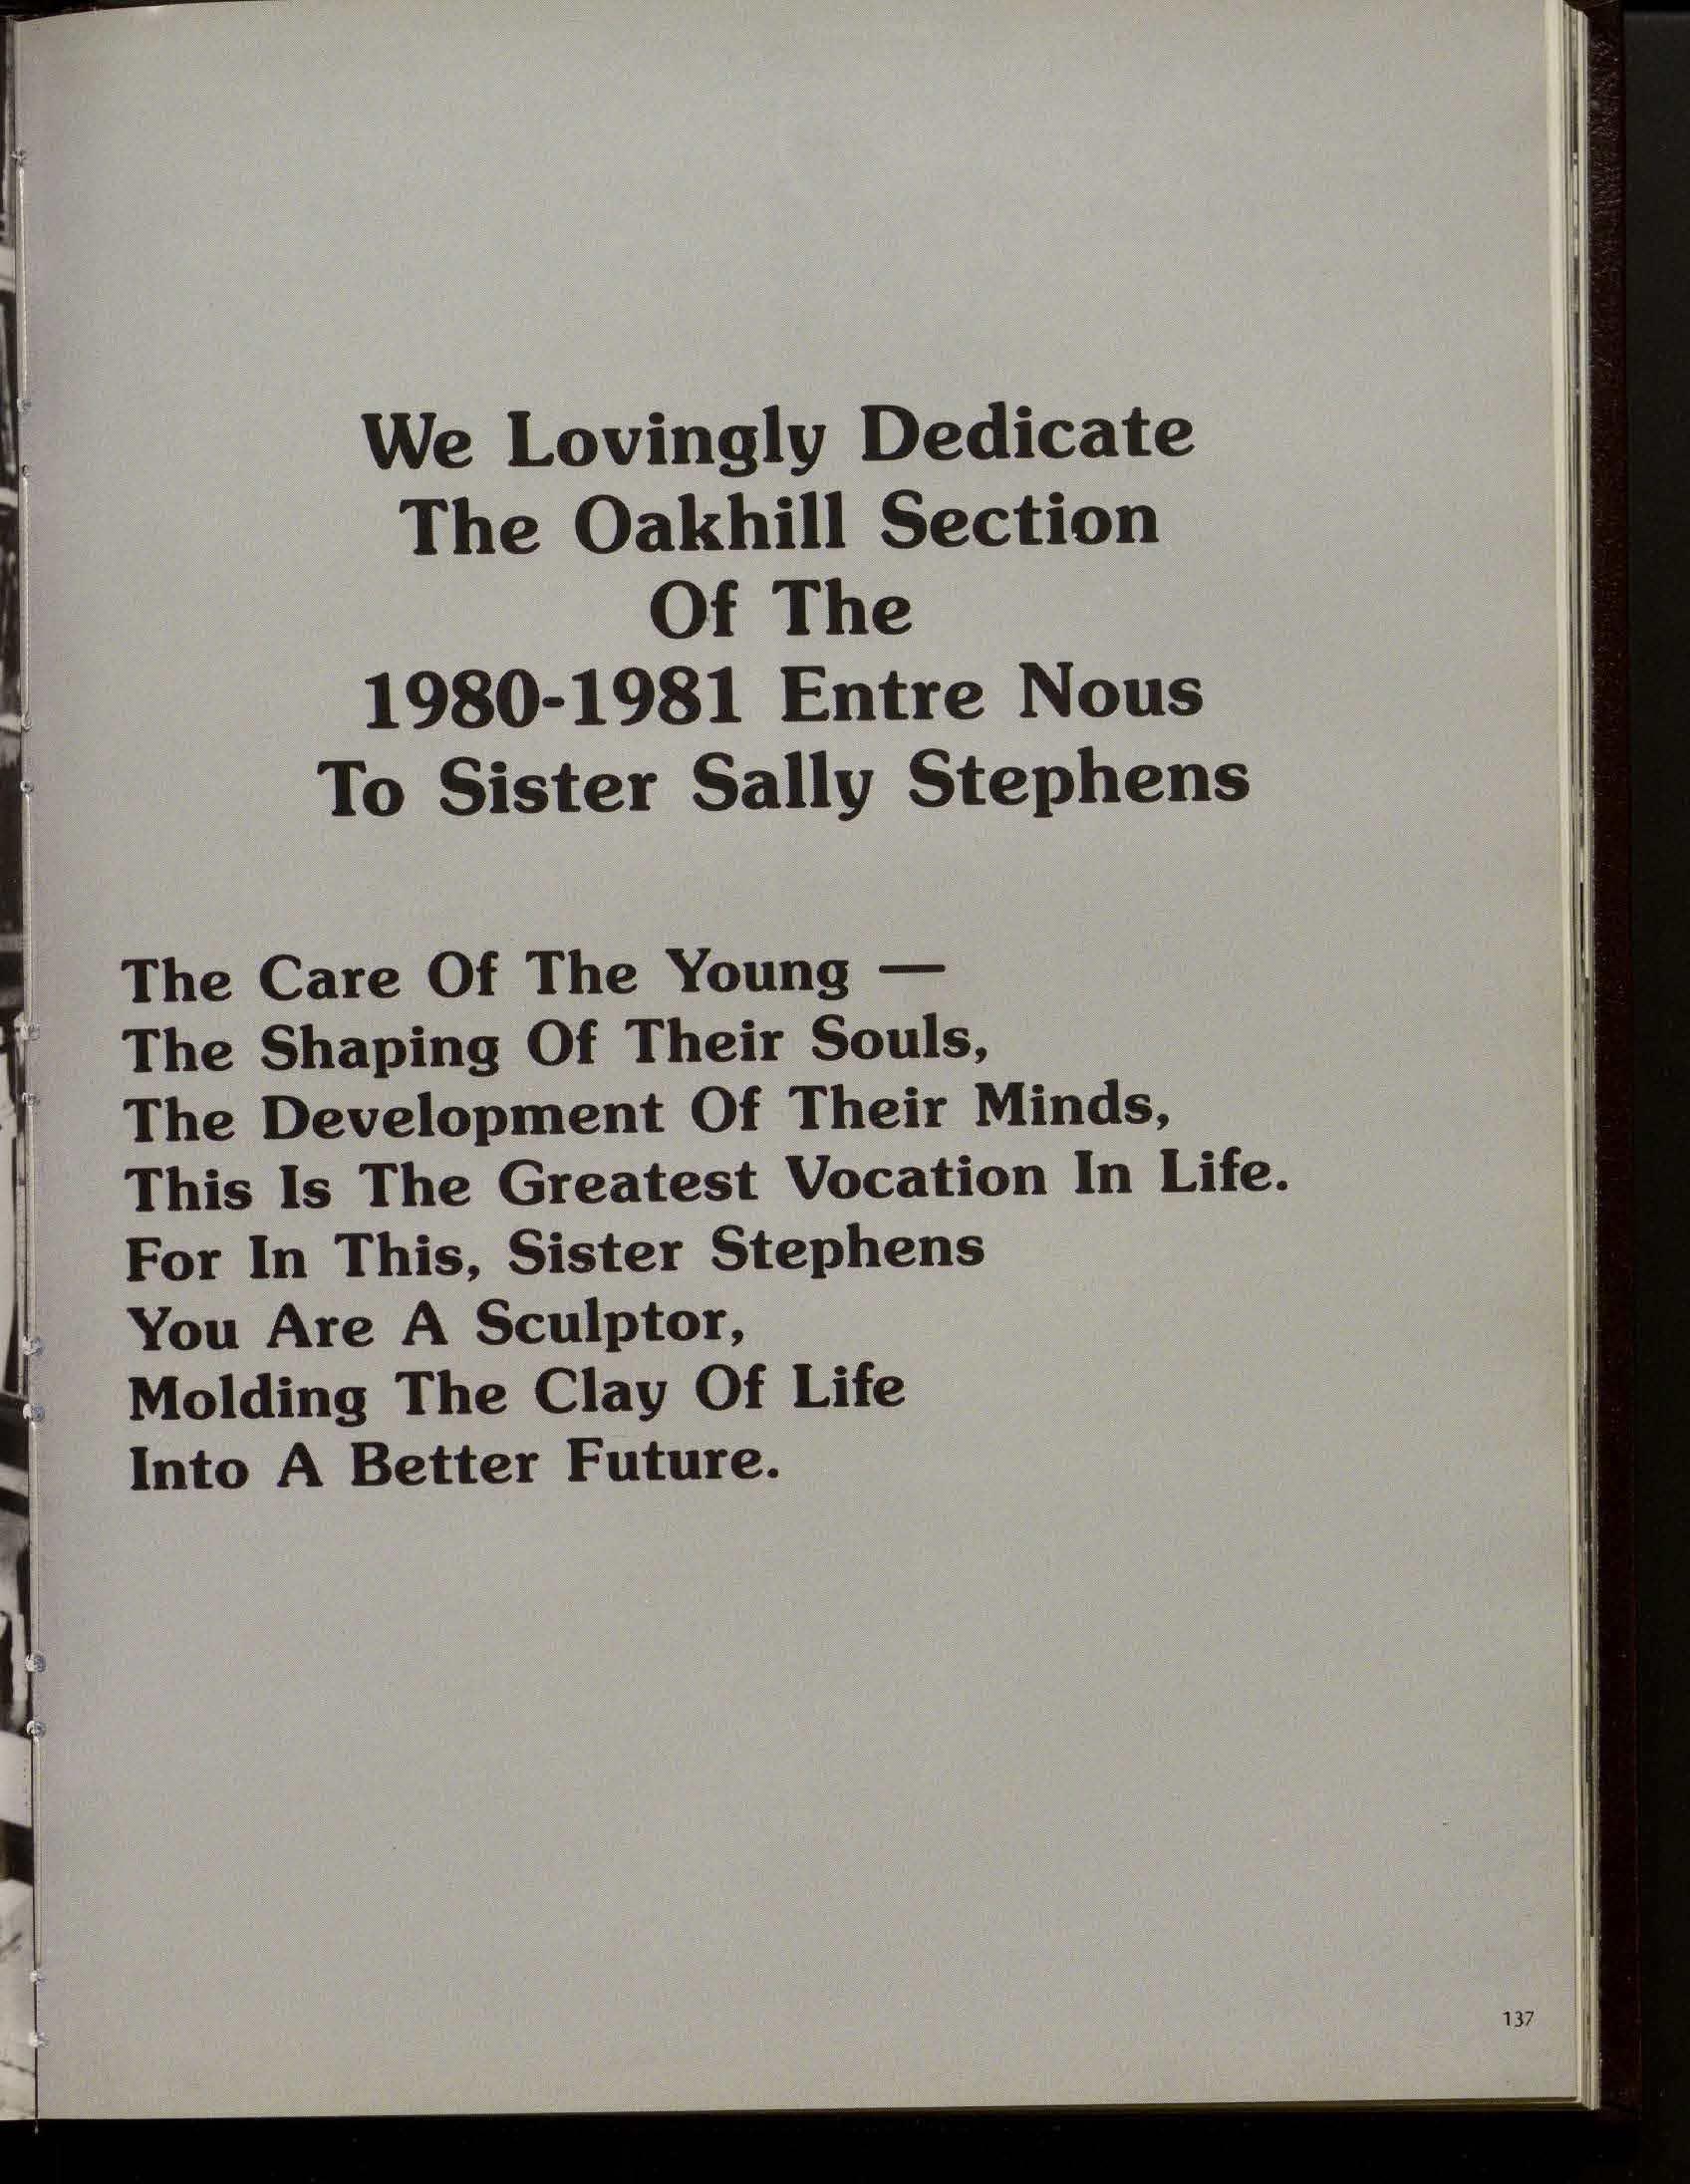 We Lovingly Dedicate
The Oakhill Section
Of The
1980-1981 Entre Nous
To Sister Sally Stephens
The Care Of The Young —
The Shaping Of Their Souls,
The Development Of Their Minds,
This Is The Greatest Vocation In Life.
For In This, Sister Stephens
You Are A Sculptor,
Molding The Clay Of Life
Into A Better Future.
137